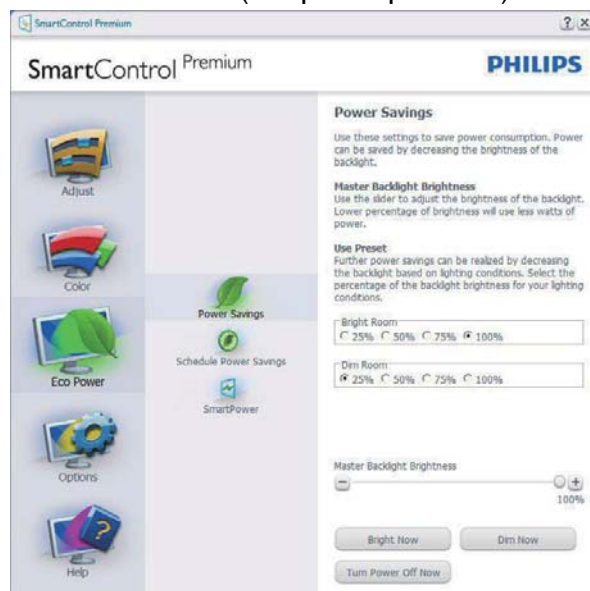 SmartControl Premium
? x
SmartControl Premium
PHILIPS
Adjust
Color
Eco Power
Options
Help
Power Savings
Schedule Power Savings
SmartPower
Power Savings
Use these settings to save power consumption. Power
can be saved by decreasing the brightness of the
backlight.
Master Backlight Brightness
Use the slider to adjust the brightness of the backlight.
Lower percentage of brightness will use less watts of
power.
Use Preset
Further power savings can be realized by decreasing
the backlight based on lighting conditions. Select the
percentage of the backlight brightness for your lighting
conditions.
Bright Room
25% 50% 75% 100%
Dim Room
25% 50% 75% 100%
Master Backlight Brightness
- +
100%
Bright Now Dim Now
Turn Power Off Now